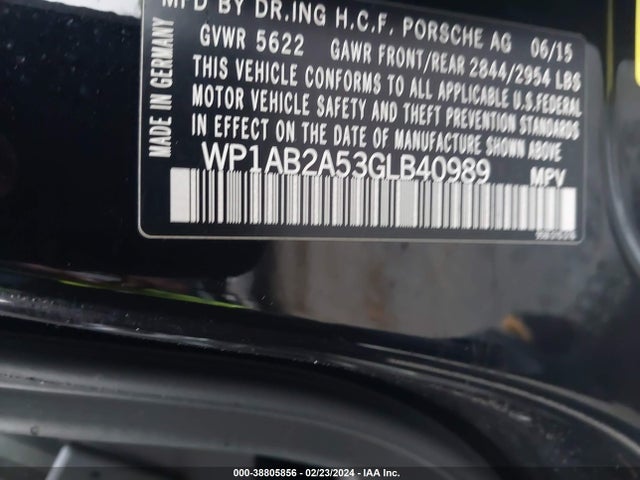 MFD BY DR.ING H.C.F. PORSCHE AG 06/15
GVWR 5622 GAWR FRONT/REAR 2844/2954 LBS
THIS VEHICLE CONFORMS TO ALL APPLICABLE U.S.FEDERAL
MOTOR VEHICLE SAFETY AND THEFT PREVENTION STANDARDS
IN EFFECT ON THE DATE OF MANUFACTURE SHOWN ABOVE.
WP1AB2A53GLB40989 MPV
MADE IN GERMANY
000-38805856 - 02/23/2024 - IAA Inc.